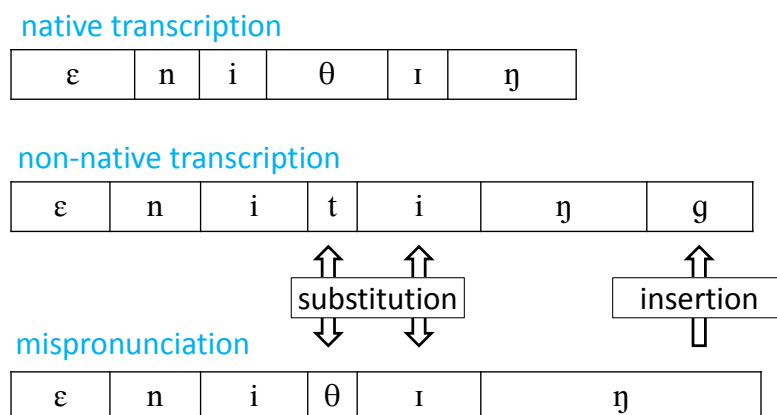 native transcription
ɛ n i θ ɪ ŋ
non-native transcription
ɛ n i t i ŋ g
substitution insertion
mispronunciation
ɛ n i θ ɪ ŋ